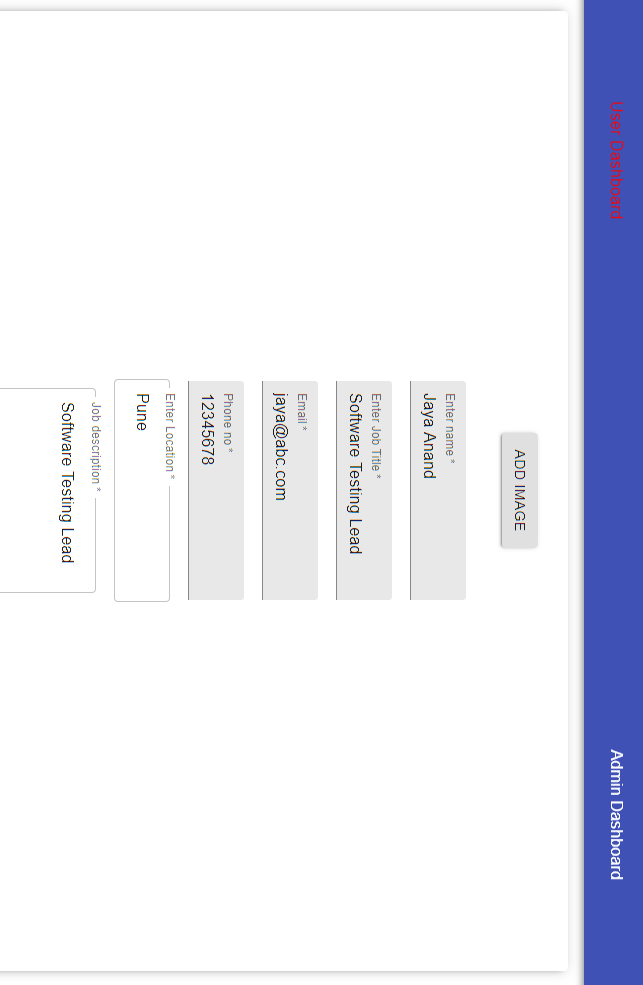 User Dashboard
Admin Dashboard
ADD IMAGE
Enter name *
Jaya Anand
Enter Job Title *
Software Testing Lead
Email *
jaya@abc.com
Phone no *
12345678
Enter Location *
Pune
Job description *
Software Testing Lead